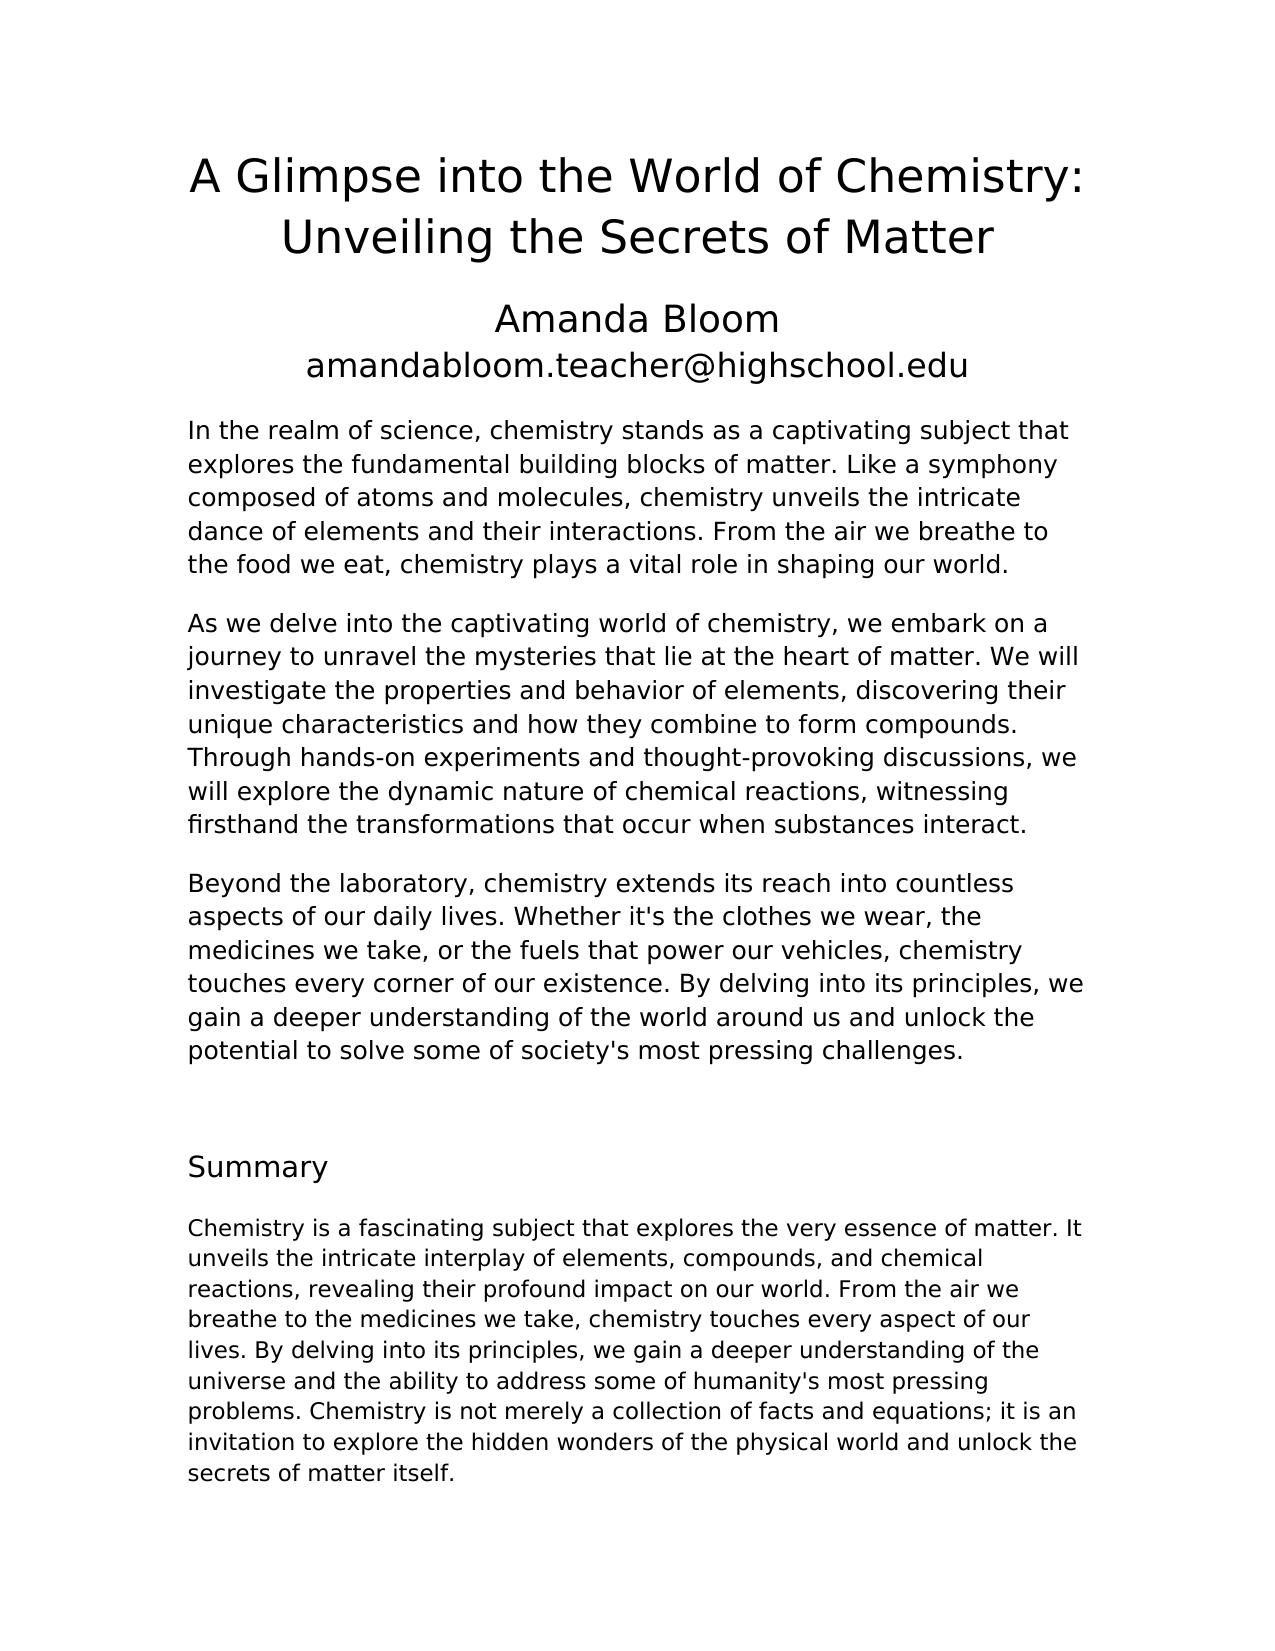 A Glimpse into the World of Chemistry:
Unveiling the Secrets of Matter
Amanda Bloom
amandabloom.teacher@highschool.edu
In the realm of science, chemistry stands as a captivating subject that
explores the fundamental building blocks of matter. Like a symphony
composed of atoms and molecules, chemistry unveils the intricate
dance of elements and their interactions. From the air we breathe to
the food we eat, chemistry plays a vital role in shaping our world.
As we delve into the captivating world of chemistry, we embark on a
journey to unravel the mysteries that lie at the heart of matter. We will
investigate the properties and behavior of elements, discovering their
unique characteristics and how they combine to form compounds.
Through hands-on experiments and thought-provoking discussions, we
will explore the dynamic nature of chemical reactions, witnessing
firsthand the transformations that occur when substances interact.
Beyond the laboratory, chemistry extends its reach into countless
aspects of our daily lives. Whether it's the clothes we wear, the
medicines we take, or the fuels that power our vehicles, chemistry
touches every corner of our existence. By delving into its principles, we
gain a deeper understanding of the world around us and unlock the
potential to solve some of society's most pressing challenges.
Summary
Chemistry is a fascinating subject that explores the very essence of matter. It
unveils the intricate interplay of elements, compounds, and chemical
reactions, revealing their profound impact on our world. From the air we
breathe to the medicines we take, chemistry touches every aspect of our
lives. By delving into its principles, we gain a deeper understanding of the
universe and the ability to address some of humanity's most pressing
problems. Chemistry is not merely a collection of facts and equations; it is an
invitation to explore the hidden wonders of the physical world and unlock the
secrets of matter itself.